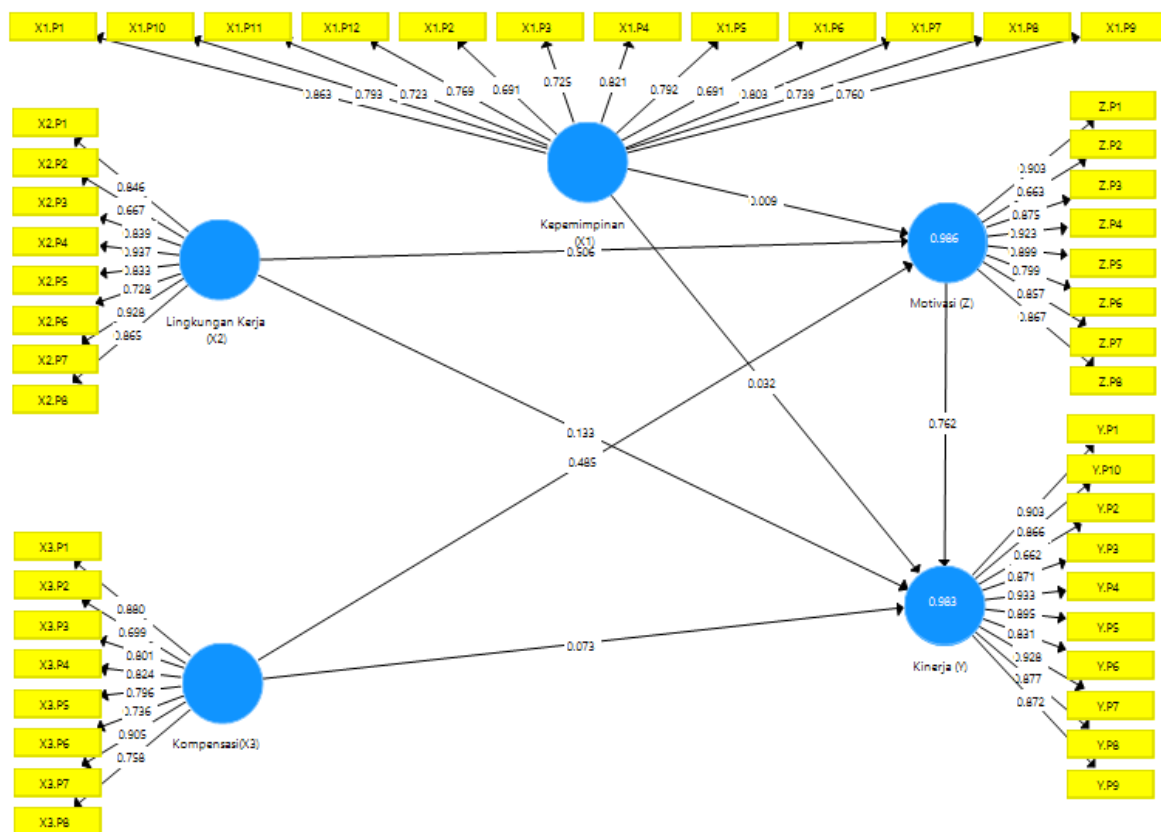 X1.P1 X1.P10 X1.P11 X1.P12 X1.P2 X1.P3 X1.P4 X1.P5 X1.P6 X1.P7 X1.P8 X1.P9
0.863 0.793 0.723 0.769 0.691 0.725 0.821 0.792 0.691 0.803 0.739 0.760
X2.P1
X2.P2
X2.P3
X2.P4
X2.P5
X2.P6
X2.P7
X2.P8
0.846
0.667
0.839
0.937
0.833
0.728
0.928
0.865
Lingkungan Kerja
(X2)
Kepemimpinan
(X1)
0.009
0.506
0.032
0.133
0.485
0.762
0.073
0.986
Motivasi (Z)
0.903
0.663
0.875
0.923
0.899
0.799
0.857
0.867
Z.P1
Z.P2
Z.P3
Z.P4
Z.P5
Z.P6
Z.P7
Z.P8
X3.P1
X3.P2
X3.P3
X3.P4
X3.P5
X3.P6
X3.P7
X3.P8
0.880
0.699
0.801
0.824
0.796
0.736
0.905
0.758
Kompensasi(X3)
0.983
Kinerja (Y)
0.903
0.866
0.662
0.871
0.933
0.895
0.831
0.928
0.877
0.872
Y.P1
Y.P10
Y.P2
Y.P3
Y.P4
Y.P5
Y.P6
Y.P7
Y.P8
Y.P9